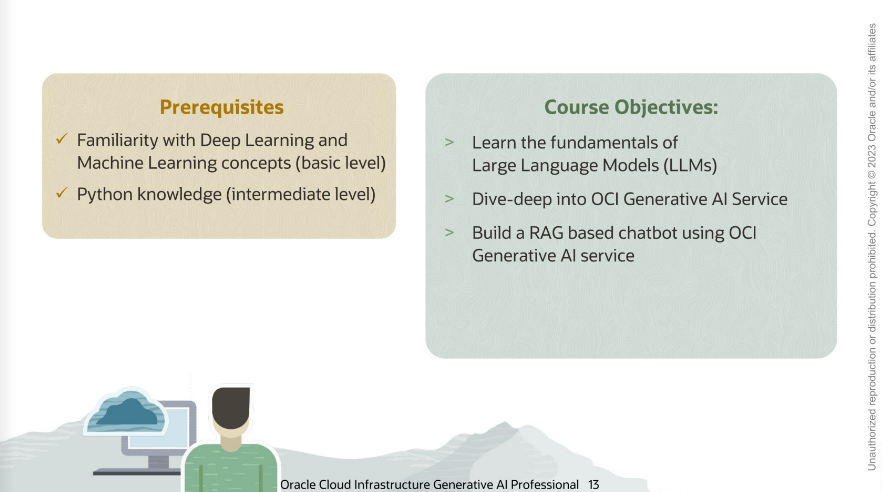 Prerequisites
✓ Familiarity with Deep Learning and
Machine Learning concepts (basic level)
✓ Python knowledge (intermediate level)
Course Objectives:
> Learn the fundamentals of
Large Language Models (LLMs)
> Dive-deep into OCI Generative AI Service
> Build a RAG based chatbot using OCI
Generative AI service
Unauthorized reproduction or distribution prohibited. Copyright © 2023 Oracle and/or its affiliates
Oracle Cloud Infrastructure Generative AI Professional 13